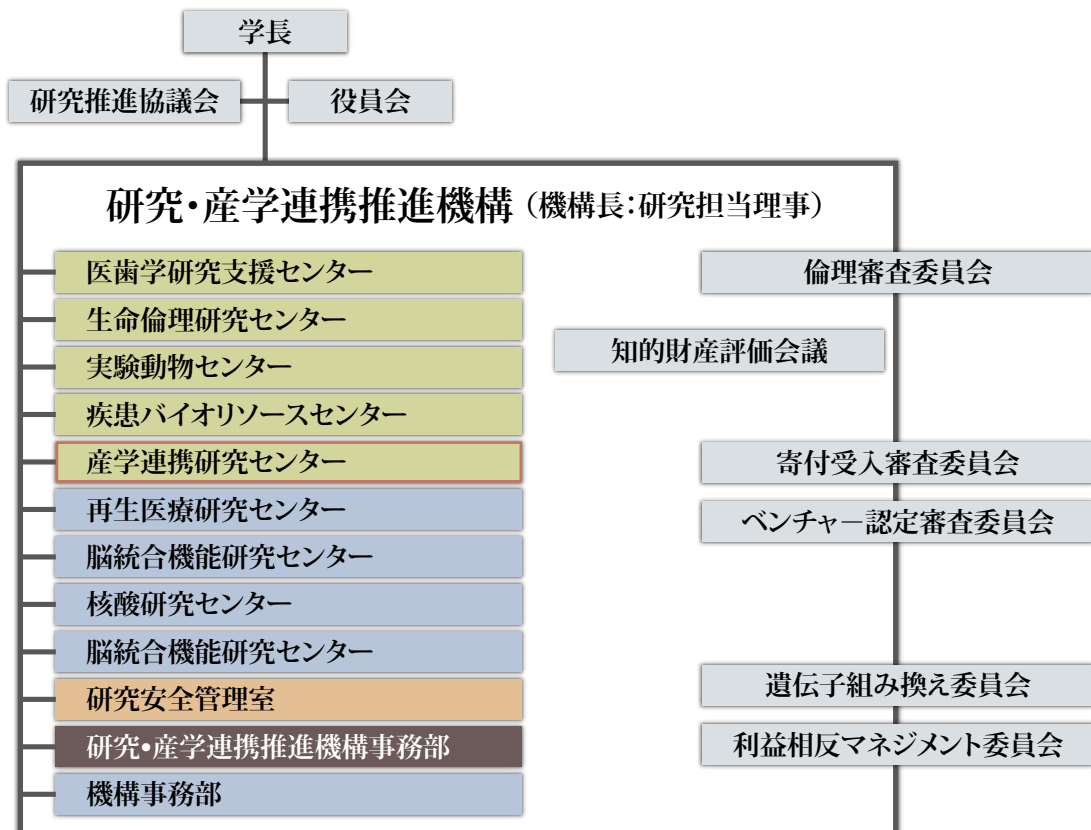 学長
研究推進協議会
役員会
研究・産学連携推進機構（機構長：研究担当理事）
医歯学研究支援センター
生命倫理研究センター
実験動物センター
疾患バイオリソースセンター
産学連携研究センター
再生医療研究センター
脳統合機能研究センター
核酸研究センター
脳統合機能研究センター
研究安全管理室
研究・産学連携推進機構事務部
機構事務部
倫理審査委員会
知的財産評価会議
寄付受入審査委員会
ベンチャー認定審査委員会
遺伝子組み換え委員会
利益相反マネジメント委員会